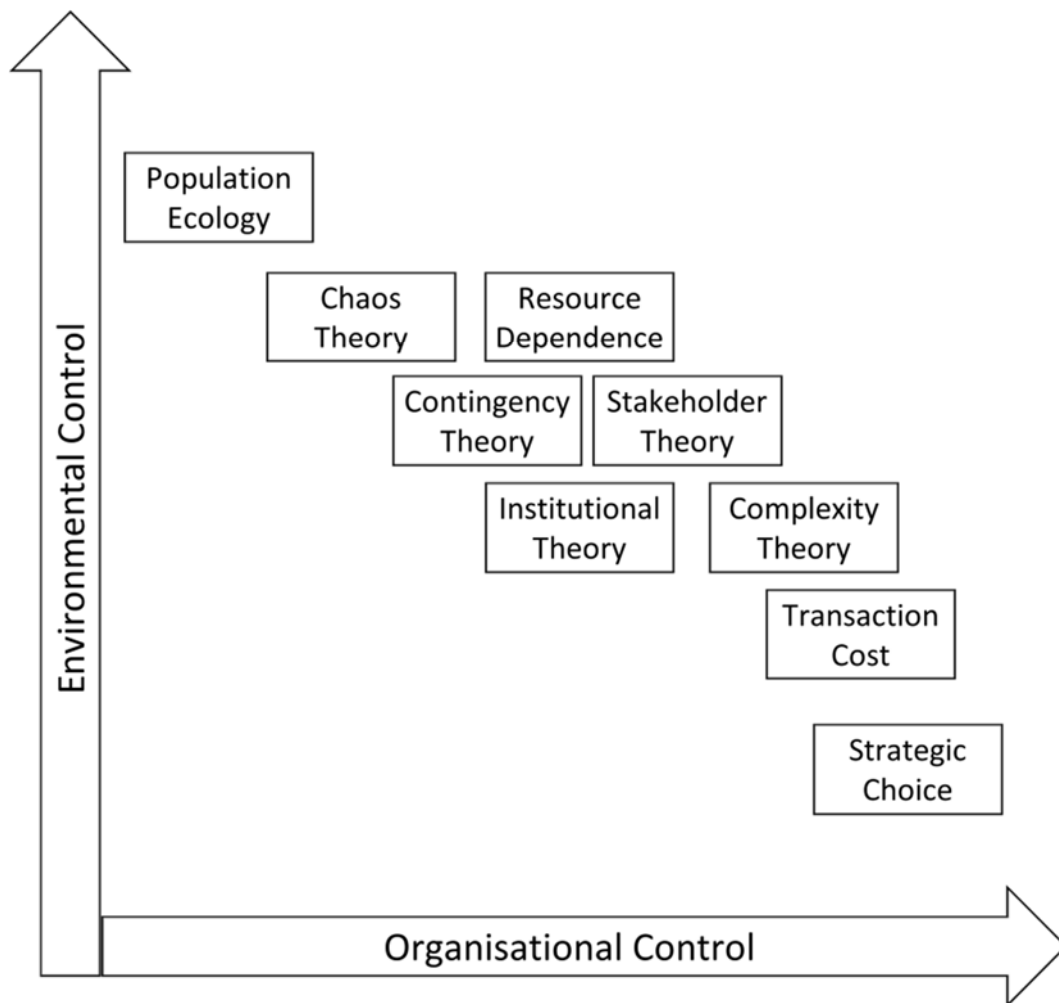 Environmental Control
Population
Ecology
Chaos
Theory
Resource
Dependence
Contingency
Theory
Stakeholder
Theory
Institutional
Theory
Complexity
Theory
Transaction
Cost
Strategic
Choice
Organisational Control